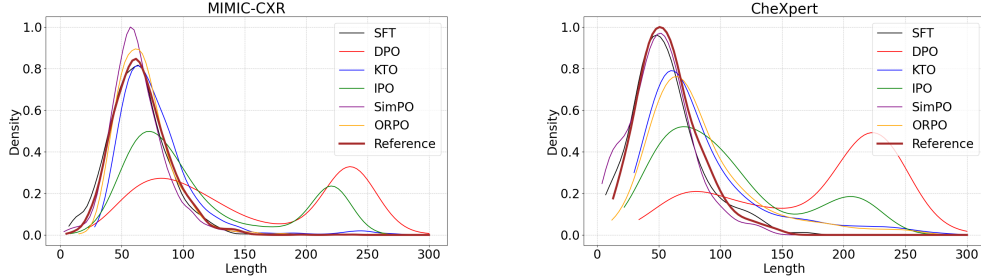 MIMIC-CXR
1.0
0.8
0.6
0.4
0.2
0.0
Density
0 50 100 150 200 250 300
Length
SFT
DPO
KTO
IPO
SimPO
ORPO
Reference
CheXpert
1.0
0.8
0.6
0.4
0.2
0.0
Density
0 50 100 150 200 250 300
Length
SFT
DPO
KTO
IPO
SimPO
ORPO
Reference